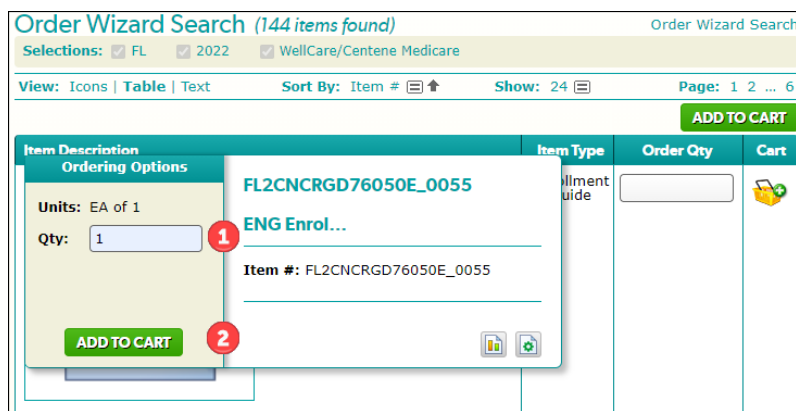 Order Wizard Search (144 items found)
Order Wizard Search
Selections: FL 2022 WellCare/Centene Medicare
View: Icons | Table | Text Sort By: Item # Show: 24 Page: 1 2 ... 6
ADD TO CART
Item Description Item Type Order Qty Cart
Ordering Options
Units: EA of 1
Qty: 1
1
ADD TO CART
2
FL2CNCRGD76050E_0055
ENG Enrol...
Item #: FL2CNCRGD76050E_0055
ollment
uide